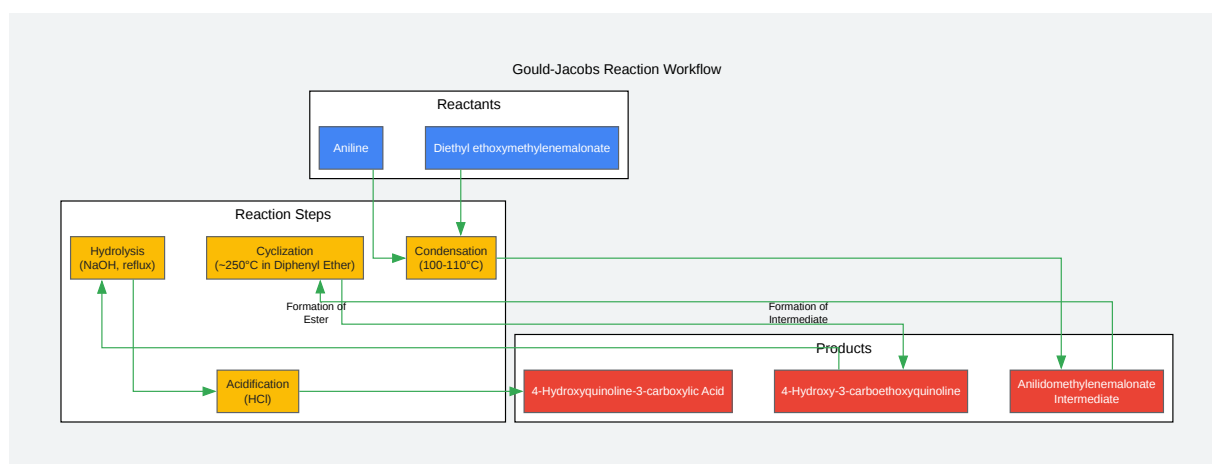 Gould-Jacobs Reaction Workflow
Reactants
Aniline
Diethyl ethoxymethylenemalonate
Reaction Steps
Hydrolysis
(NaOH, reflux)
Cyclization
(~250°C in Diphenyl Ether)
Condensation
(100-110°C)
Formation of
Ester
Formation of
Intermediate
Products
Acidification
(HCl)
4-Hydroxyquinoline-3-carboxylic Acid
4-Hydroxy-3-carboethoxyquinoline
Anilidomethylenemalonate
Intermediate